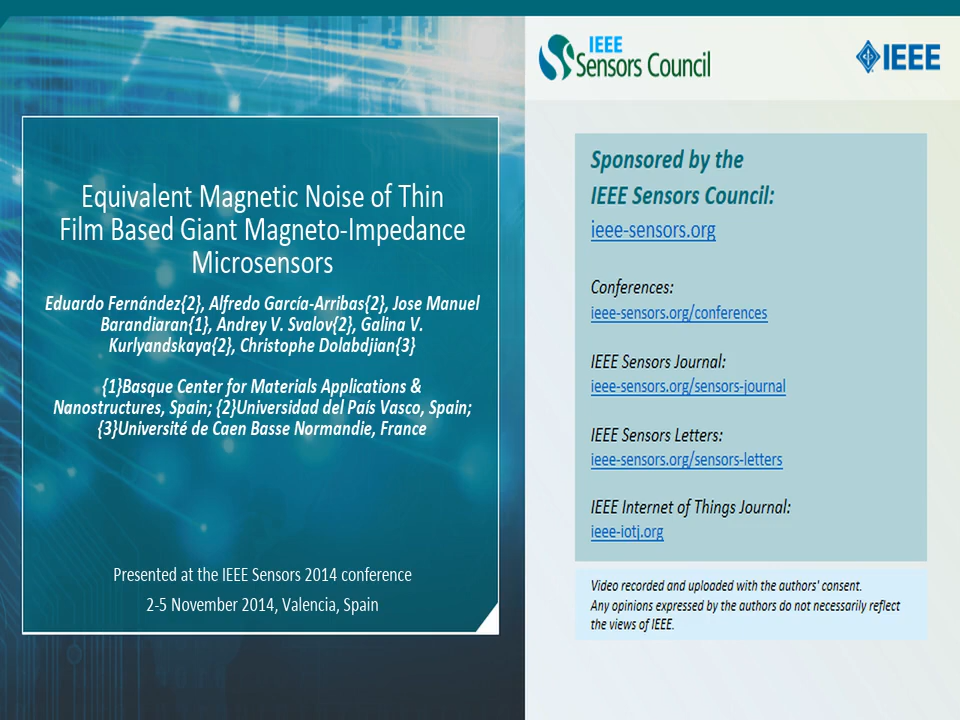 Equivalent Magnetic Noise of Thin
Film Based Giant Magneto-Impedance
Microsensors
Eduardo Fernández{2}, Alfredo García-Arribas{2}, Jose Manuel
Barandiaran{1}, Andrey V. Svalov{2}, Galina V.
Kurlyandskaya{2}, Christophe Dolabdjian{3}
{1}Basque Center for Materials Applications &
Nanostructures, Spain; {2}Universidad del País Vasco, Spain;
{3}Université de Caen Basse Normandie, France
Presented at the IEEE Sensors 2014 conference
2-5 November 2014, Valencia, Spain
IEEE
Sensors Council
IEEE
Sponsored by the
IEEE Sensors Council:
ieee-sensors.org
Conferences:
ieee-sensors.org/conferences
IEEE Sensors Journal:
ieee-sensors.org/sensors-journal
IEEE Sensors Letters:
ieee-sensors.org/sensors-letters
IEEE Internet of Things Journal:
ieee-iotj.org
Video recorded and uploaded with the authors' consent.
Any opinions expressed by the authors do not necessarily reflect
the views of IEEE.